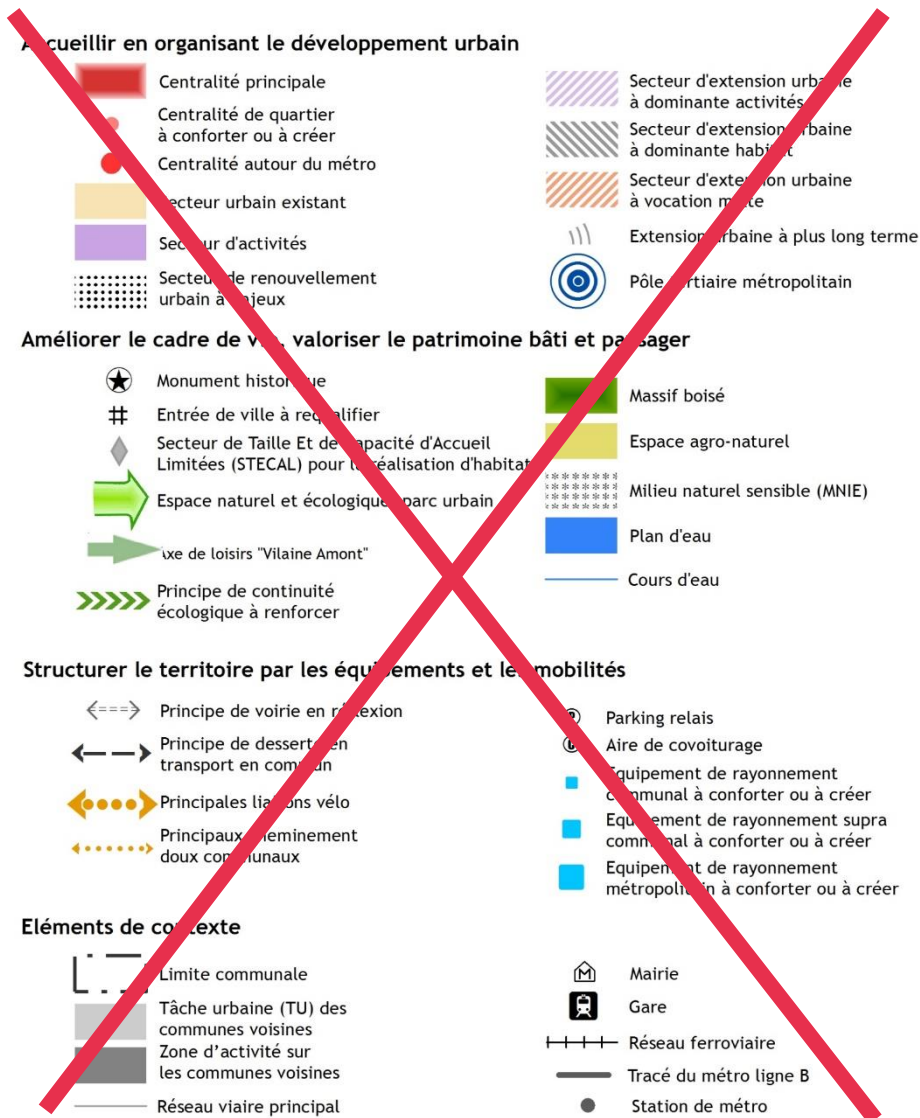 Accueillir en organisant le développement urbain
Centralité principale
Centralité de quartier
à conforter ou à créer
Centralité autour du métro
Secteur urbain existant
Secteur d'activités
Secteur de renouvellement
urbain à enjeux
Secteur d'extension urbaine
à dominante activités
Secteur d'extension urbaine
à dominante habitat
Secteur d'extension urbaine
à vocation mixte
Extension urbaine à plus long terme
Pôle tertiaire métropolitain
Améliorer le cadre de vie, valoriser le patrimoine bâti et paysager
Monument historique
Entrée de ville à requalifier
Secteur de Taille Et de Capacité d'Accueil
Limitées (STECAL) pour la réalisation d'habitat
Espace naturel et écologique, parc urbain
Axe de loisirs "Vilaine Amont"
Principe de continuité
écologique à renforcer
Massif boisé
Espace agro-naturel
Milieu naturel sensible (MNIE)
Plan d'eau
Cours d'eau
Structurer le territoire par les équipements et les mobilités
Principe de voirie en réflexion
Principe de desserte en
transport en commun
Principales liaisons vélo
Principaux cheminement
doux communaux
P Parking relais
C Aire de covoiturage
Equipement de rayonnement
communal à conforter ou à créer
Equipement de rayonnement supra
communal à conforter ou à créer
Equipement de rayonnement
métropolitain à conforter ou à créer
Eléments de contexte
Limite communale
Tâche urbaine (TU) des
communes voisines
Zone d'activité sur
les communes voisines
Réseau viaire principal
M Mairie
Gare
Réseau ferroviaire
Tracé du métro ligne B
Station de métro